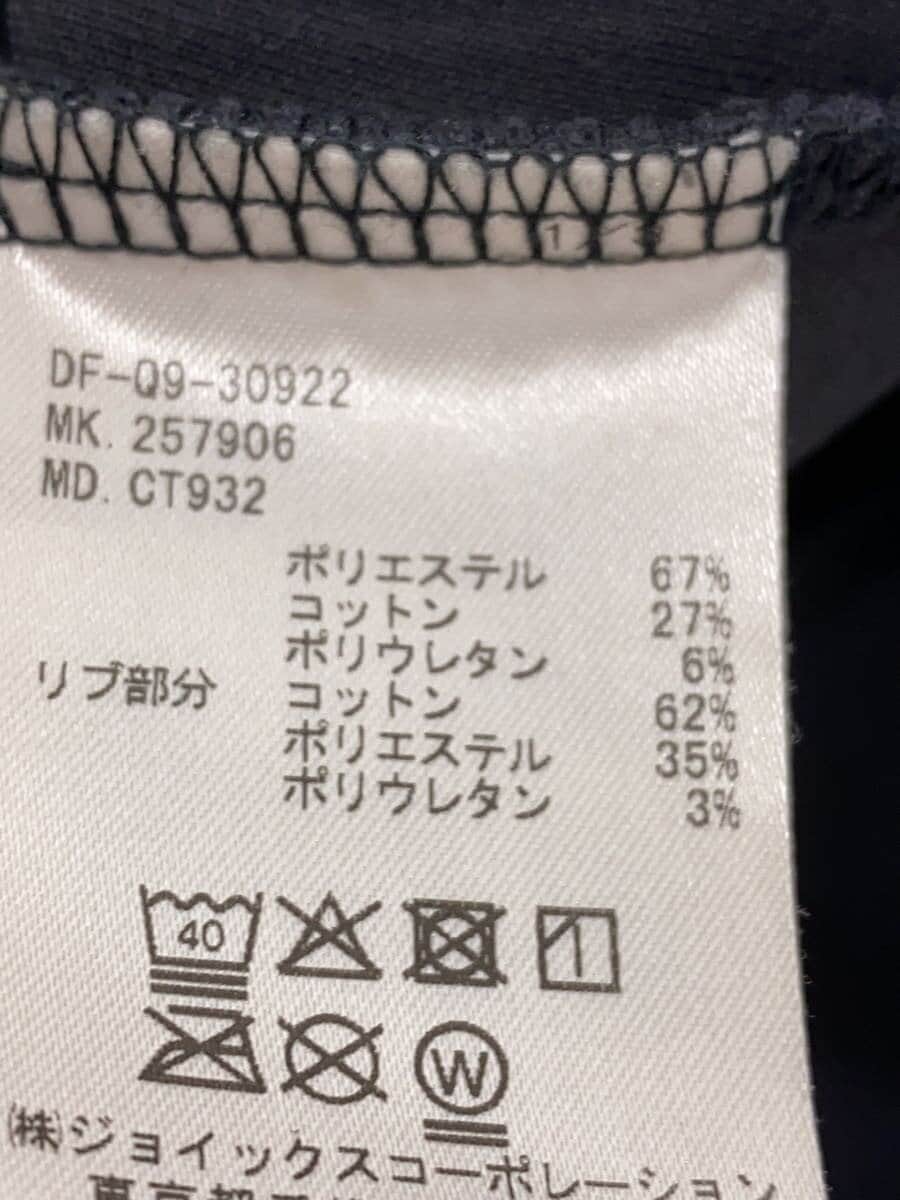 DF-Q9-30922
MK. 257906
MD. CT932
ポリエステル 67%
コットン 27%
ポリウレタン 6%
リブ部分 コットン 62%
ポリエステル 35%
ポリウレタン 3%
40
W
㈱ジョイックスコーポレーション
東京都